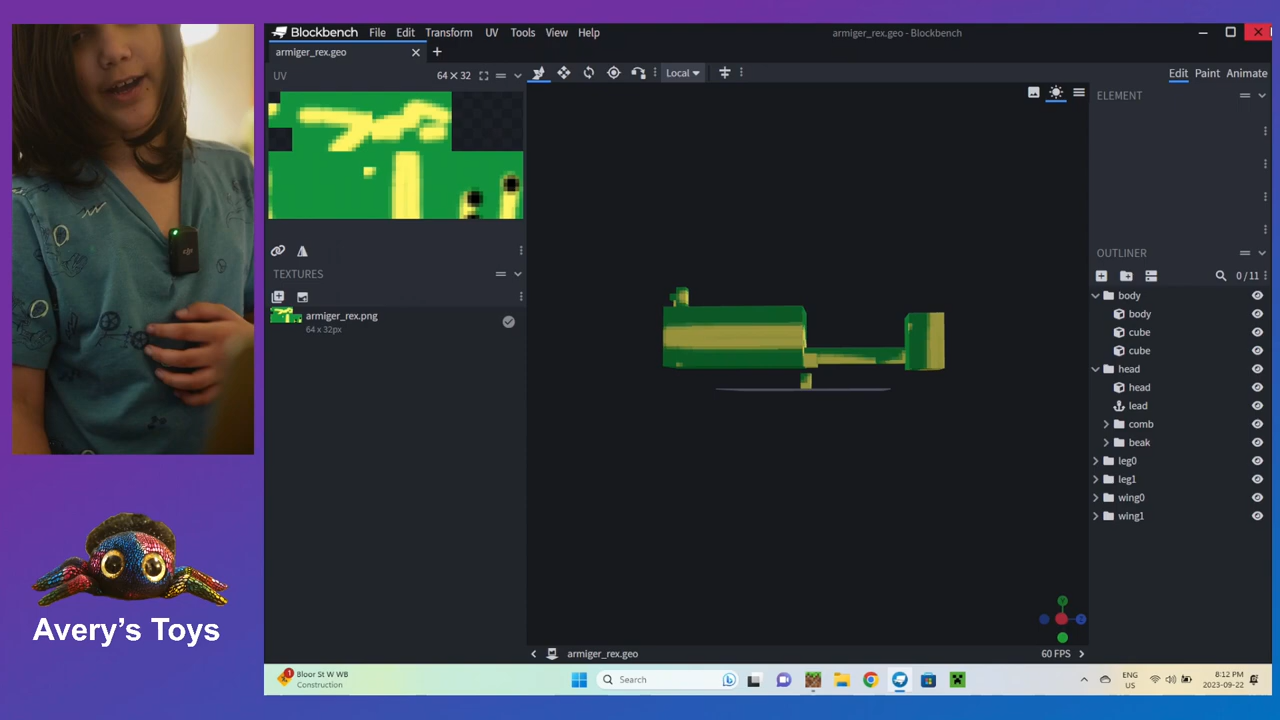 Blockbench
File
Edit
Transform
UV
Tools
View
Help
armiger_rex.geo - Blockbench
armiger_rex.geo
UV
64 × 32
Local
Edit
Paint
Animate
ELEMENT
TEXTURES
armiger_rex.png
64 x 32px
OUTLINER
0/11
body
body
cube
cube
head
head
lead
comb
beak
leg0
leg1
wing0
wing1
armiger_rex.geo
60 FPS
Bloor St W WB
Construction
Search
ENG
US
8:12 PM
2023-09-22
Avery's Toys